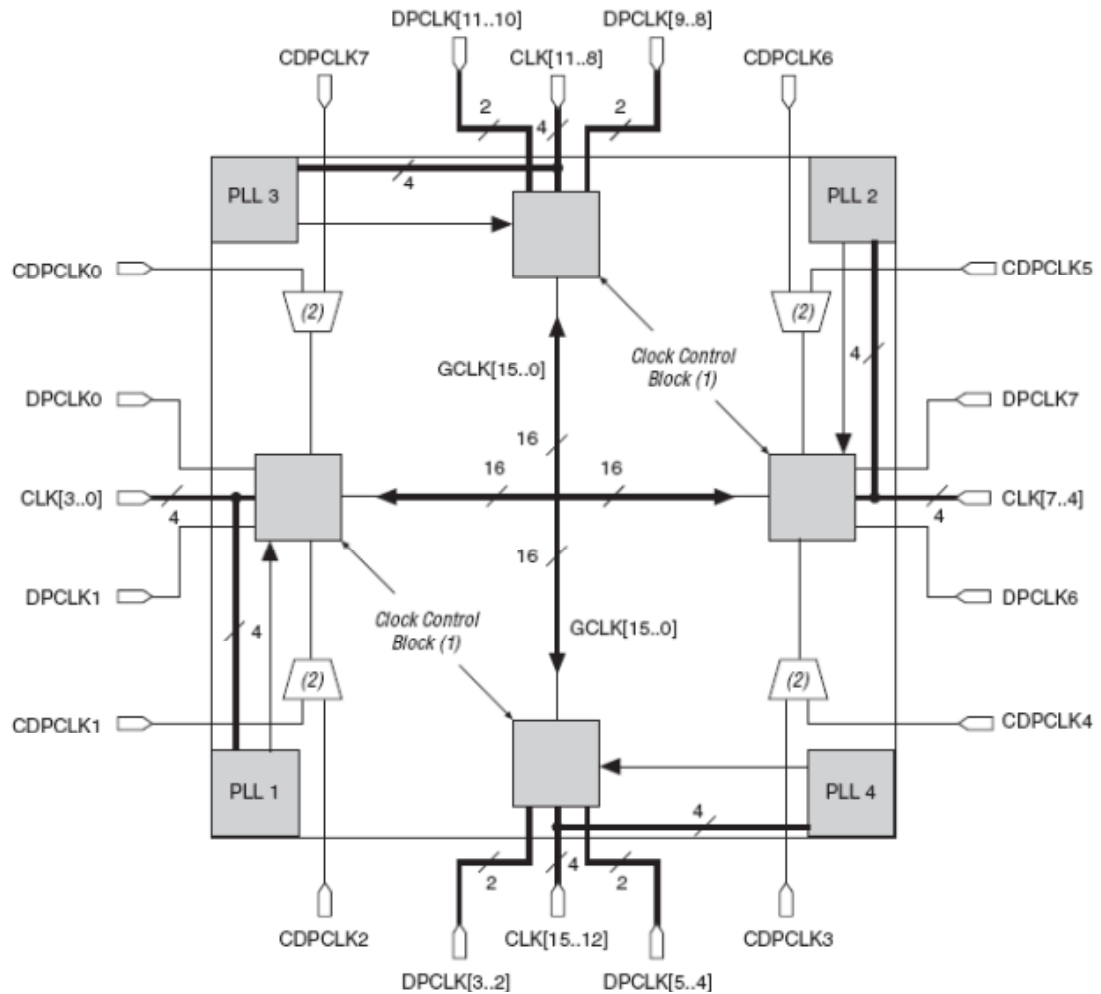 DPCLK[11..10]
DPCLK[9..8]
CDPCLK7
CLK[11..8]
CDPCLK6
2
4
2
4
PLL 3
PLL 2
CDPCLK0
CDPCLK5
(2)
(2)
Clock Control
Block (1)
4
GCLK[15..0]
DPCLK0
DPCLK7
16
16
16
CLK[3..0]
4
CLK[7..4]
4
16
DPCLK1
DPCLK6
4
Clock Control
Block (1)
GCLK[15..0]
(2)
(2)
CDPCLK1
CDPCLK4
PLL 1
PLL 4
4
2
4
2
CDPCLK2
CLK[15..12]
CDPCLK3
DPCLK[3..2]
DPCLK[5..4]